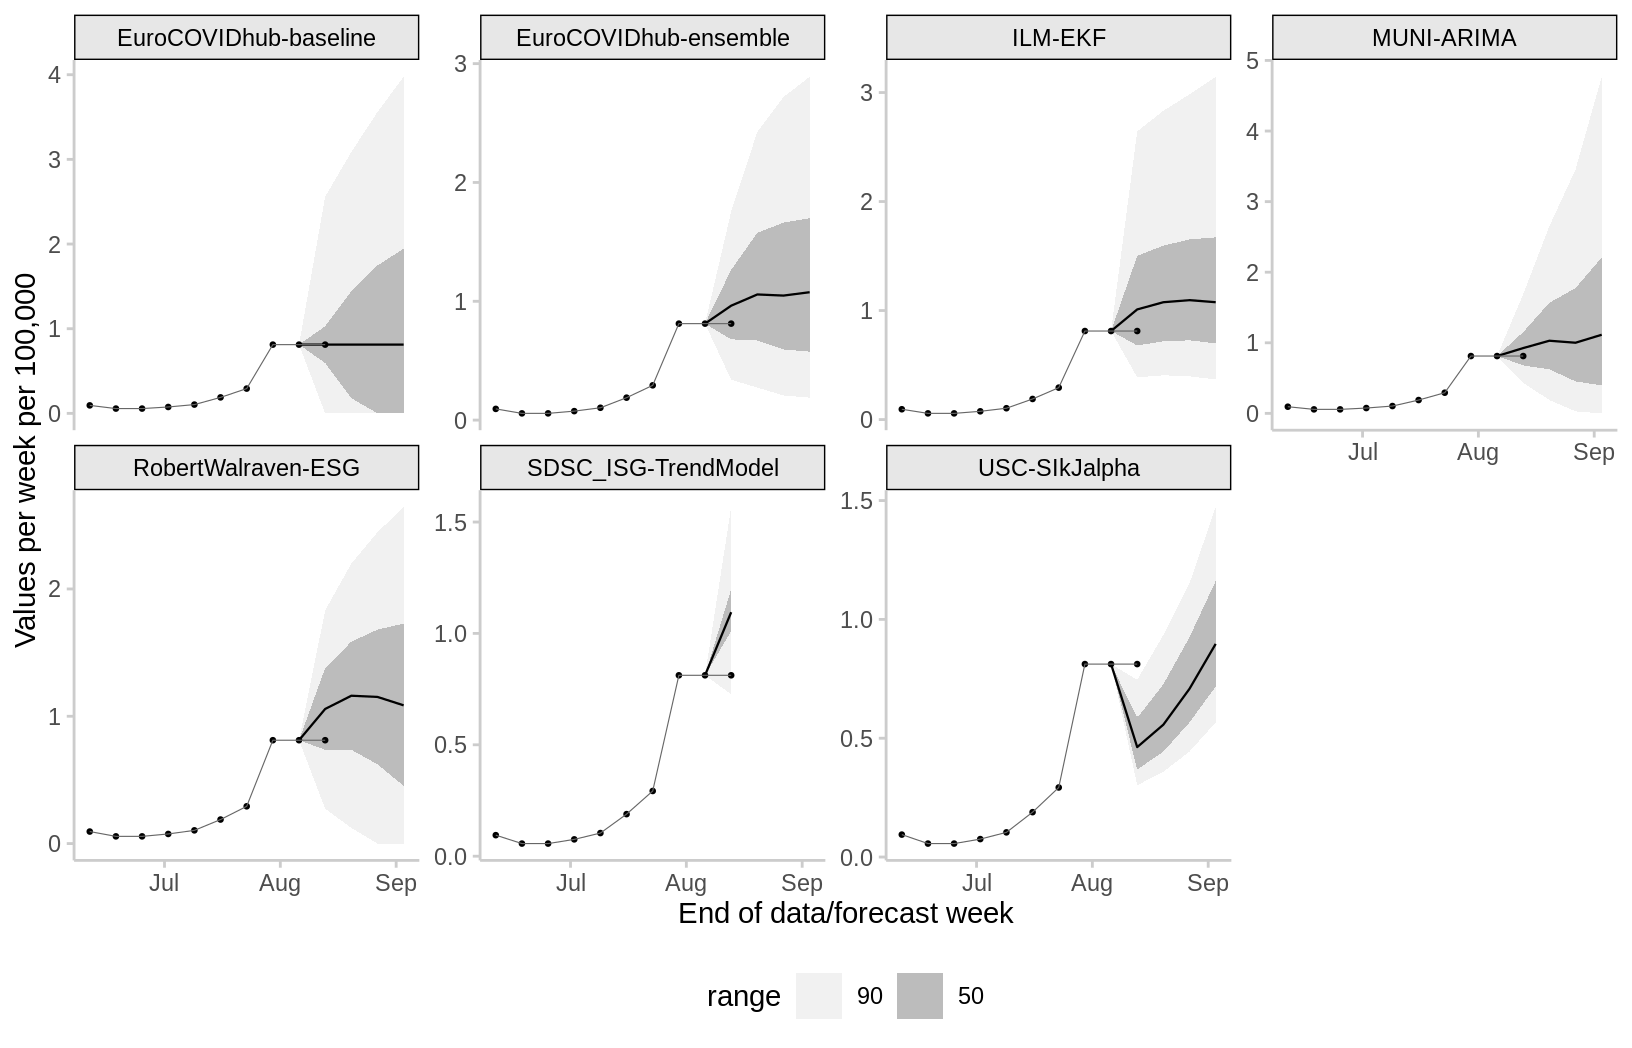 EuroCOVIDhub-baseline
EuroCOVIDhub-ensemble
ILM-EKF
MUNI-ARIMA
4
3
2
1
0
3
2
1
0
3
2
1
0
5
4
3
2
1
0
Jul Aug Sep
Values per week per 100,000
RobertWalraven-ESG
SDSC_ISG-TrendModel
USC-SIkJalpha
2
1
0
1.5
1.0
0.5
0.0
1.5
1.0
0.5
0.0
Jul Aug Sep
Jul Aug Sep
Jul Aug Sep
End of data/forecast week
range 90 50